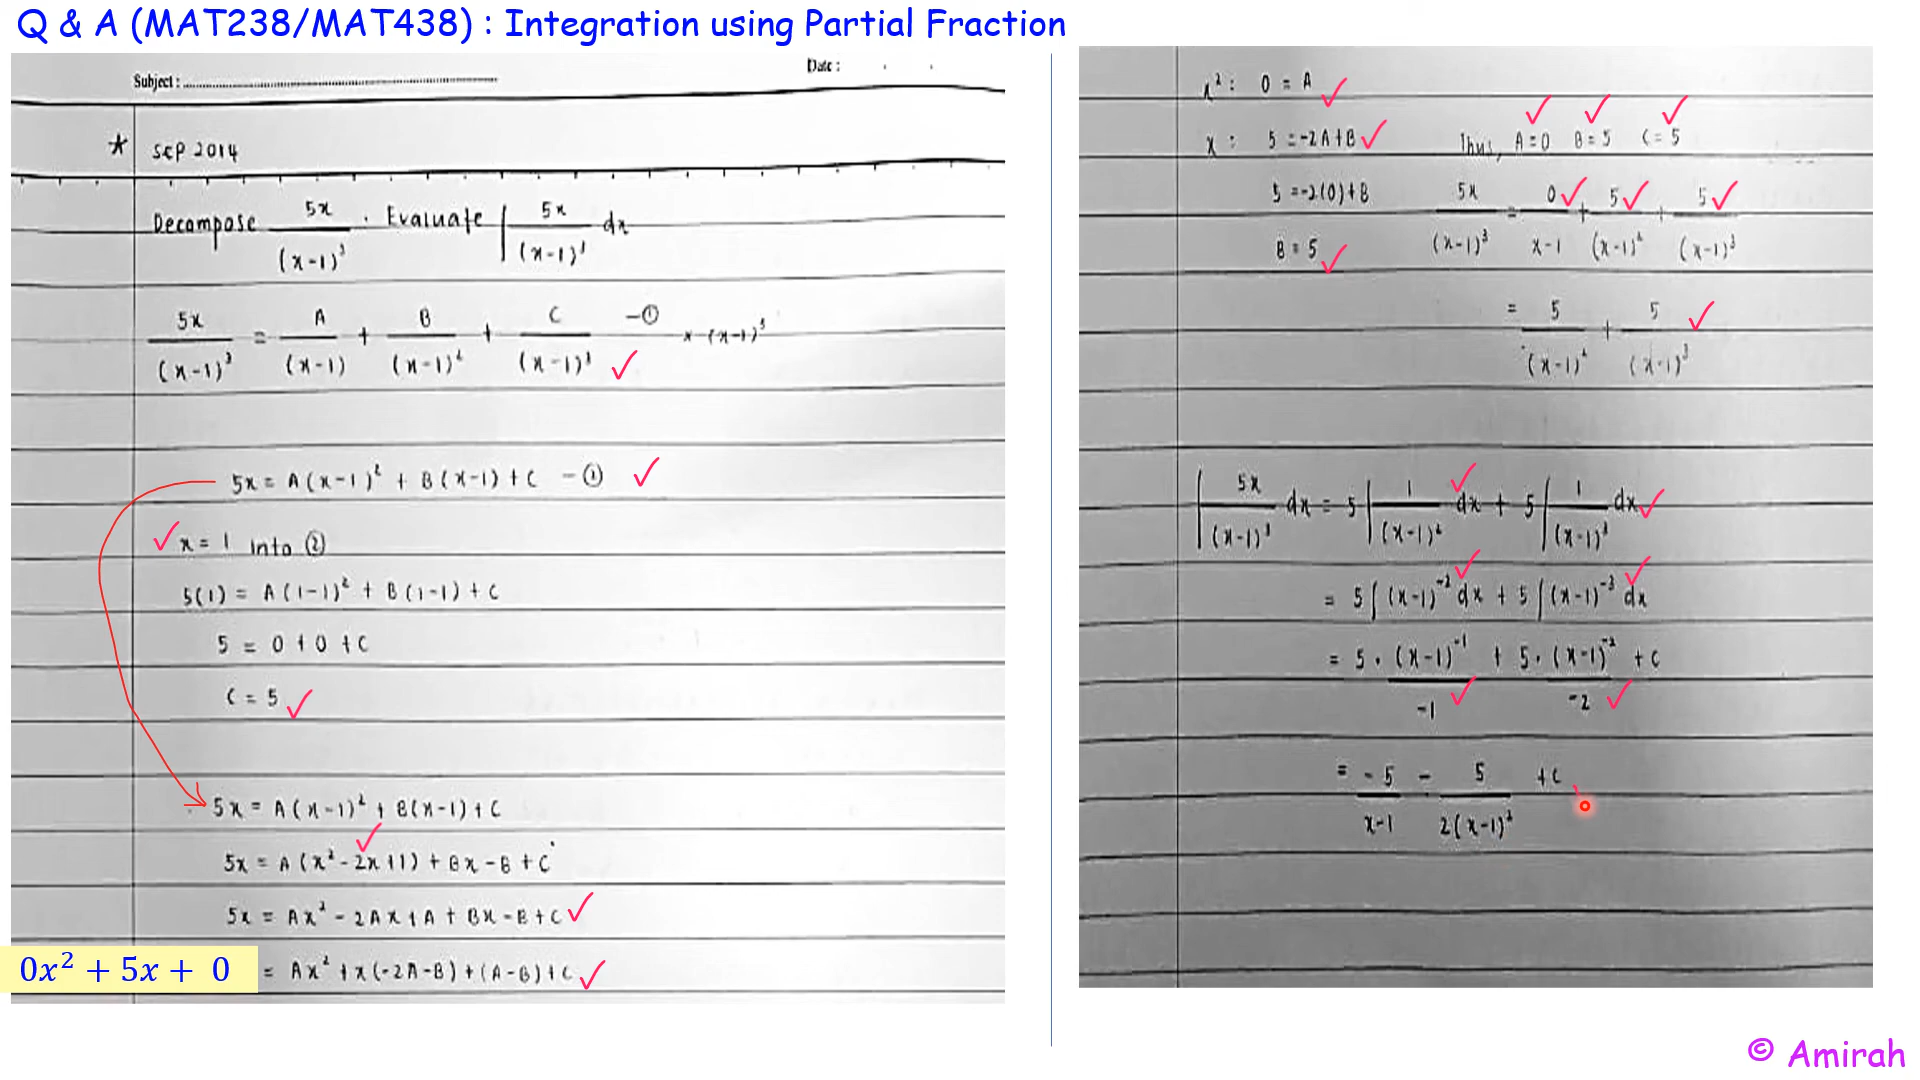 Q & A (MAT238/MAT438) : Integration using Partial Fraction
Subject : ........................................
Date :
* SEP 2014
Decompose 5x/(x-1)³ . Evaluate ∫ 5x/(x-1)³ dx
5x/(x-1)³ = A/(x-1) + B/(x-1)² + C/(x-1)³ -① x-(x-1)³
5x = A(x-1)² + B(x-1) + C -①
x = 1 into ②
5(1) = A(1-1)² + B(1-1) + C
5 = 0 + 0 + C
C = 5
5x = A(x-1)² + B(x-1) + C
5x = A(x²-2x+1) + Bx - B + C
5x = Ax² - 2Ax + A + Bx - B + C
0x² + 5x + 0 = Ax² + x(-2A-B) + (A-B) + C
x² : 0 = A
x : 5 = -2A+B
Thus, A=0 B=5 C=5
5 = -2(0)+B
B = 5
5x/(x-1)³ = 0/x-1 + 5/(x-1)² + 5/(x-1)³
= 5/(x-1)² + 5/(x-1)³
∫ 5x/(x-1)³ dx = 5 ∫ 1/(x-1)² dx + 5 ∫ 1/(x-1)³ dx
= 5 ∫ (x-1)⁻² dx + 5 ∫ (x-1)⁻³ dx
= 5 . (x-1)⁻¹/-1 + 5 . (x-1)⁻²/-2 + C
= -5/x-1 - 5/2(x-1)² + C
© Amirah